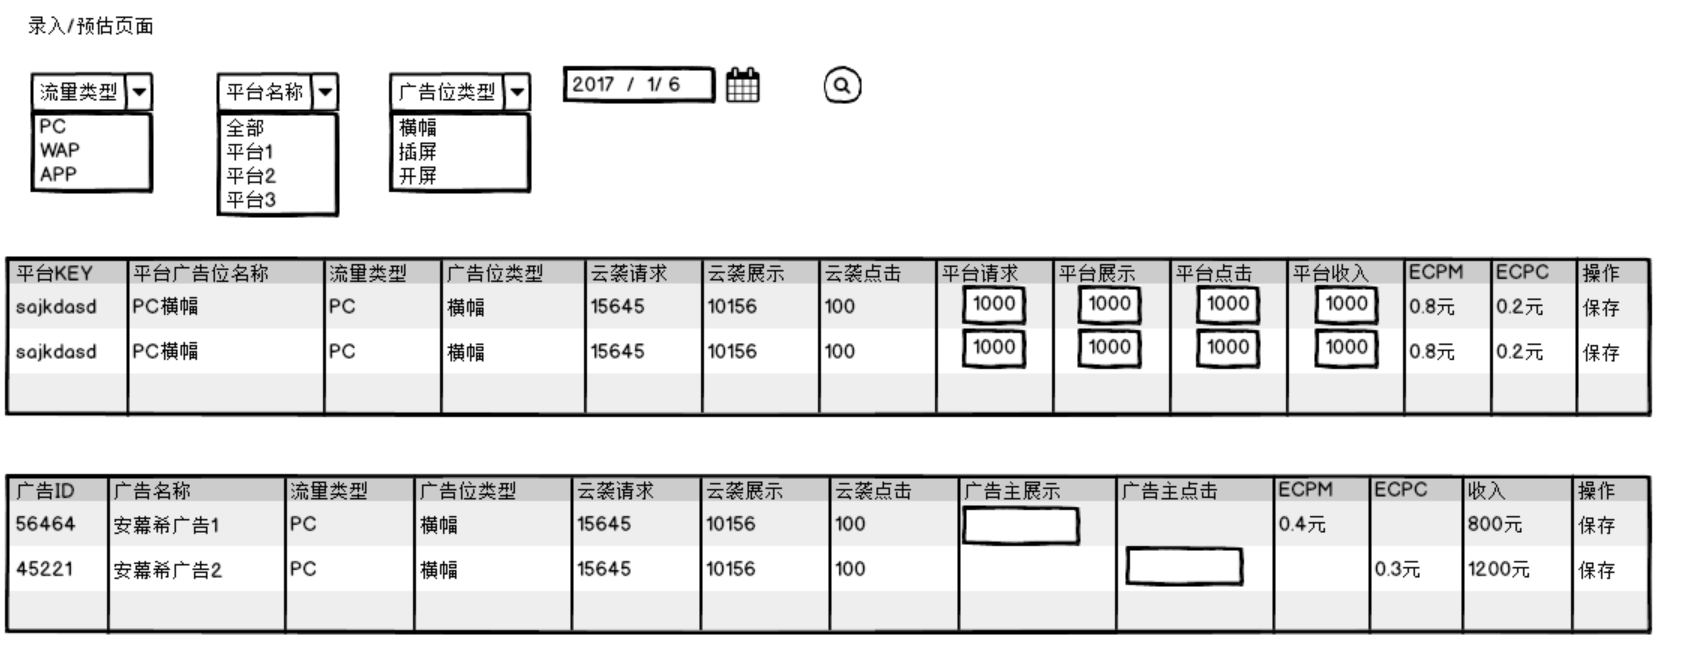 录入/预估页面
流量类型 平台名称 广告位类型 2017 / 1/ 6
PC 全部 横幅
WAP 平台1 插屏
APP 平台2 开屏
平台3
平台KEY 平台广告位名称 流量类型 广告位类型 云袭请求 云袭展示 云袭点击 平台请求 平台展示 平台点击 平台收入 ECPM ECPC 操作
sajkdasd PC横幅 PC 横幅 15645 10156 100 1000 1000 1000 1000 0.8元 0.2元 保存
sajkdasd PC横幅 PC 横幅 15645 10156 100 1000 1000 1000 1000 0.8元 0.2元 保存
广告ID 广告名称 流量类型 广告位类型 云袭请求 云袭展示 云袭点击 广告主展示 广告主点击 ECPM ECPC 收入 操作
56464 安幕希广告1 PC 横幅 15645 10156 100 0.4元 800元 保存
45221 安幕希广告2 PC 横幅 15645 10156 100 0.3元 1200元 保存